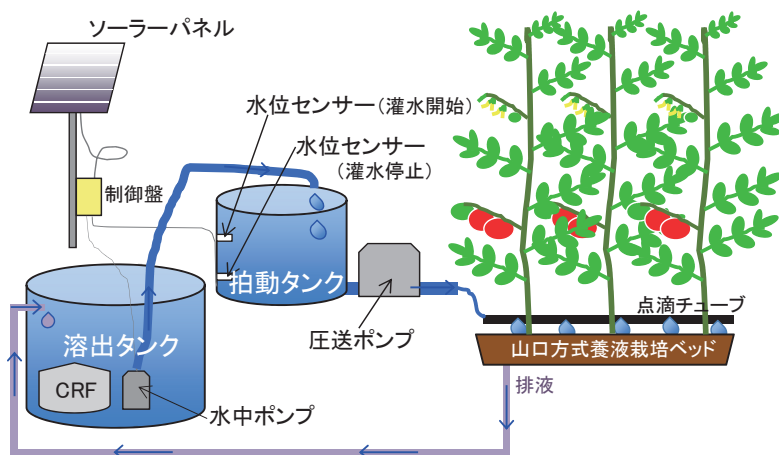 ソーラーパネル
水位センサー(灌水開始)
水位センサー
(灌水停止)
制御盤
拍動タンク
点滴チューブ
溶出タンク
圧送ポンプ
山口方式養液栽培ベッド
CRF
排液
水中ポンプ